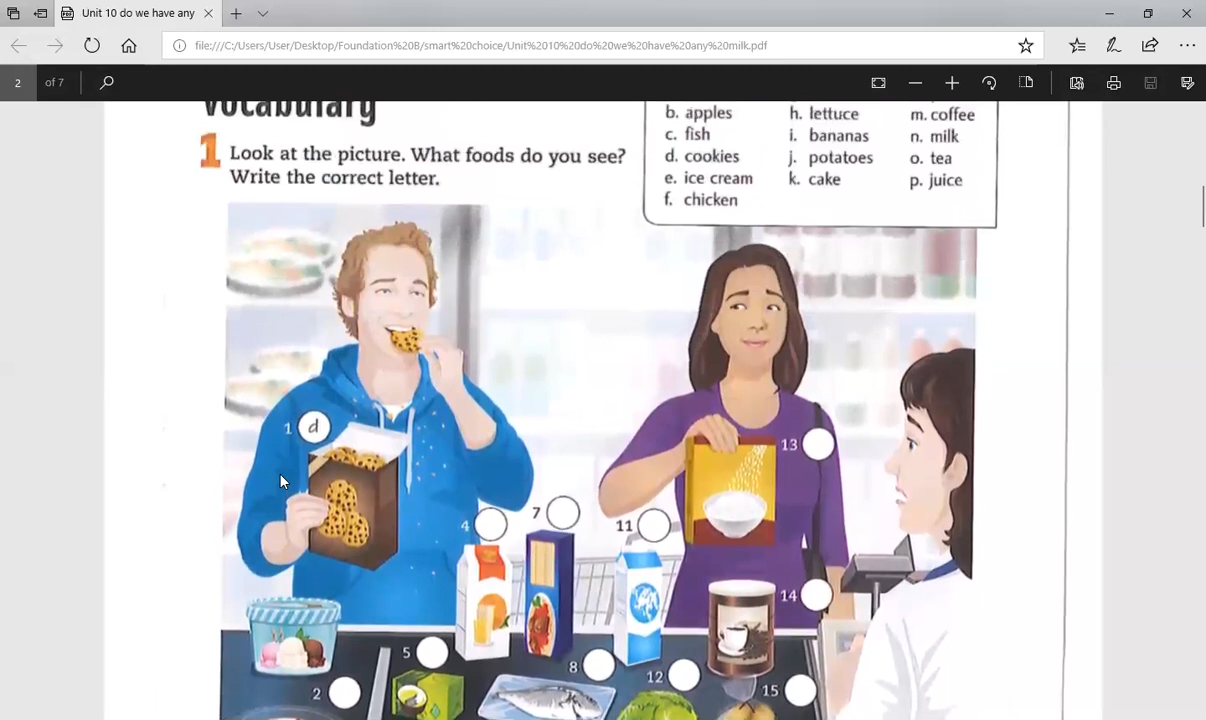 Unit 10 do we have any
file:///C:/Users/User/Desktop/Foundation%20B/smart%20choice/Unit%2010%20do%20we%20have%20any%20milk.pdf
2 of 7
Vocabulary
1 Look at the picture. What foods do you see?
Write the correct letter.
b. apples
c. fish
d. cookies
e. ice cream
f. chicken
h. lettuce
i. bananas
j. potatoes
k. cake
m. coffee
n. milk
o. tea
p. juice
1 d
13
7
4
11
14
5
8
12
2
15